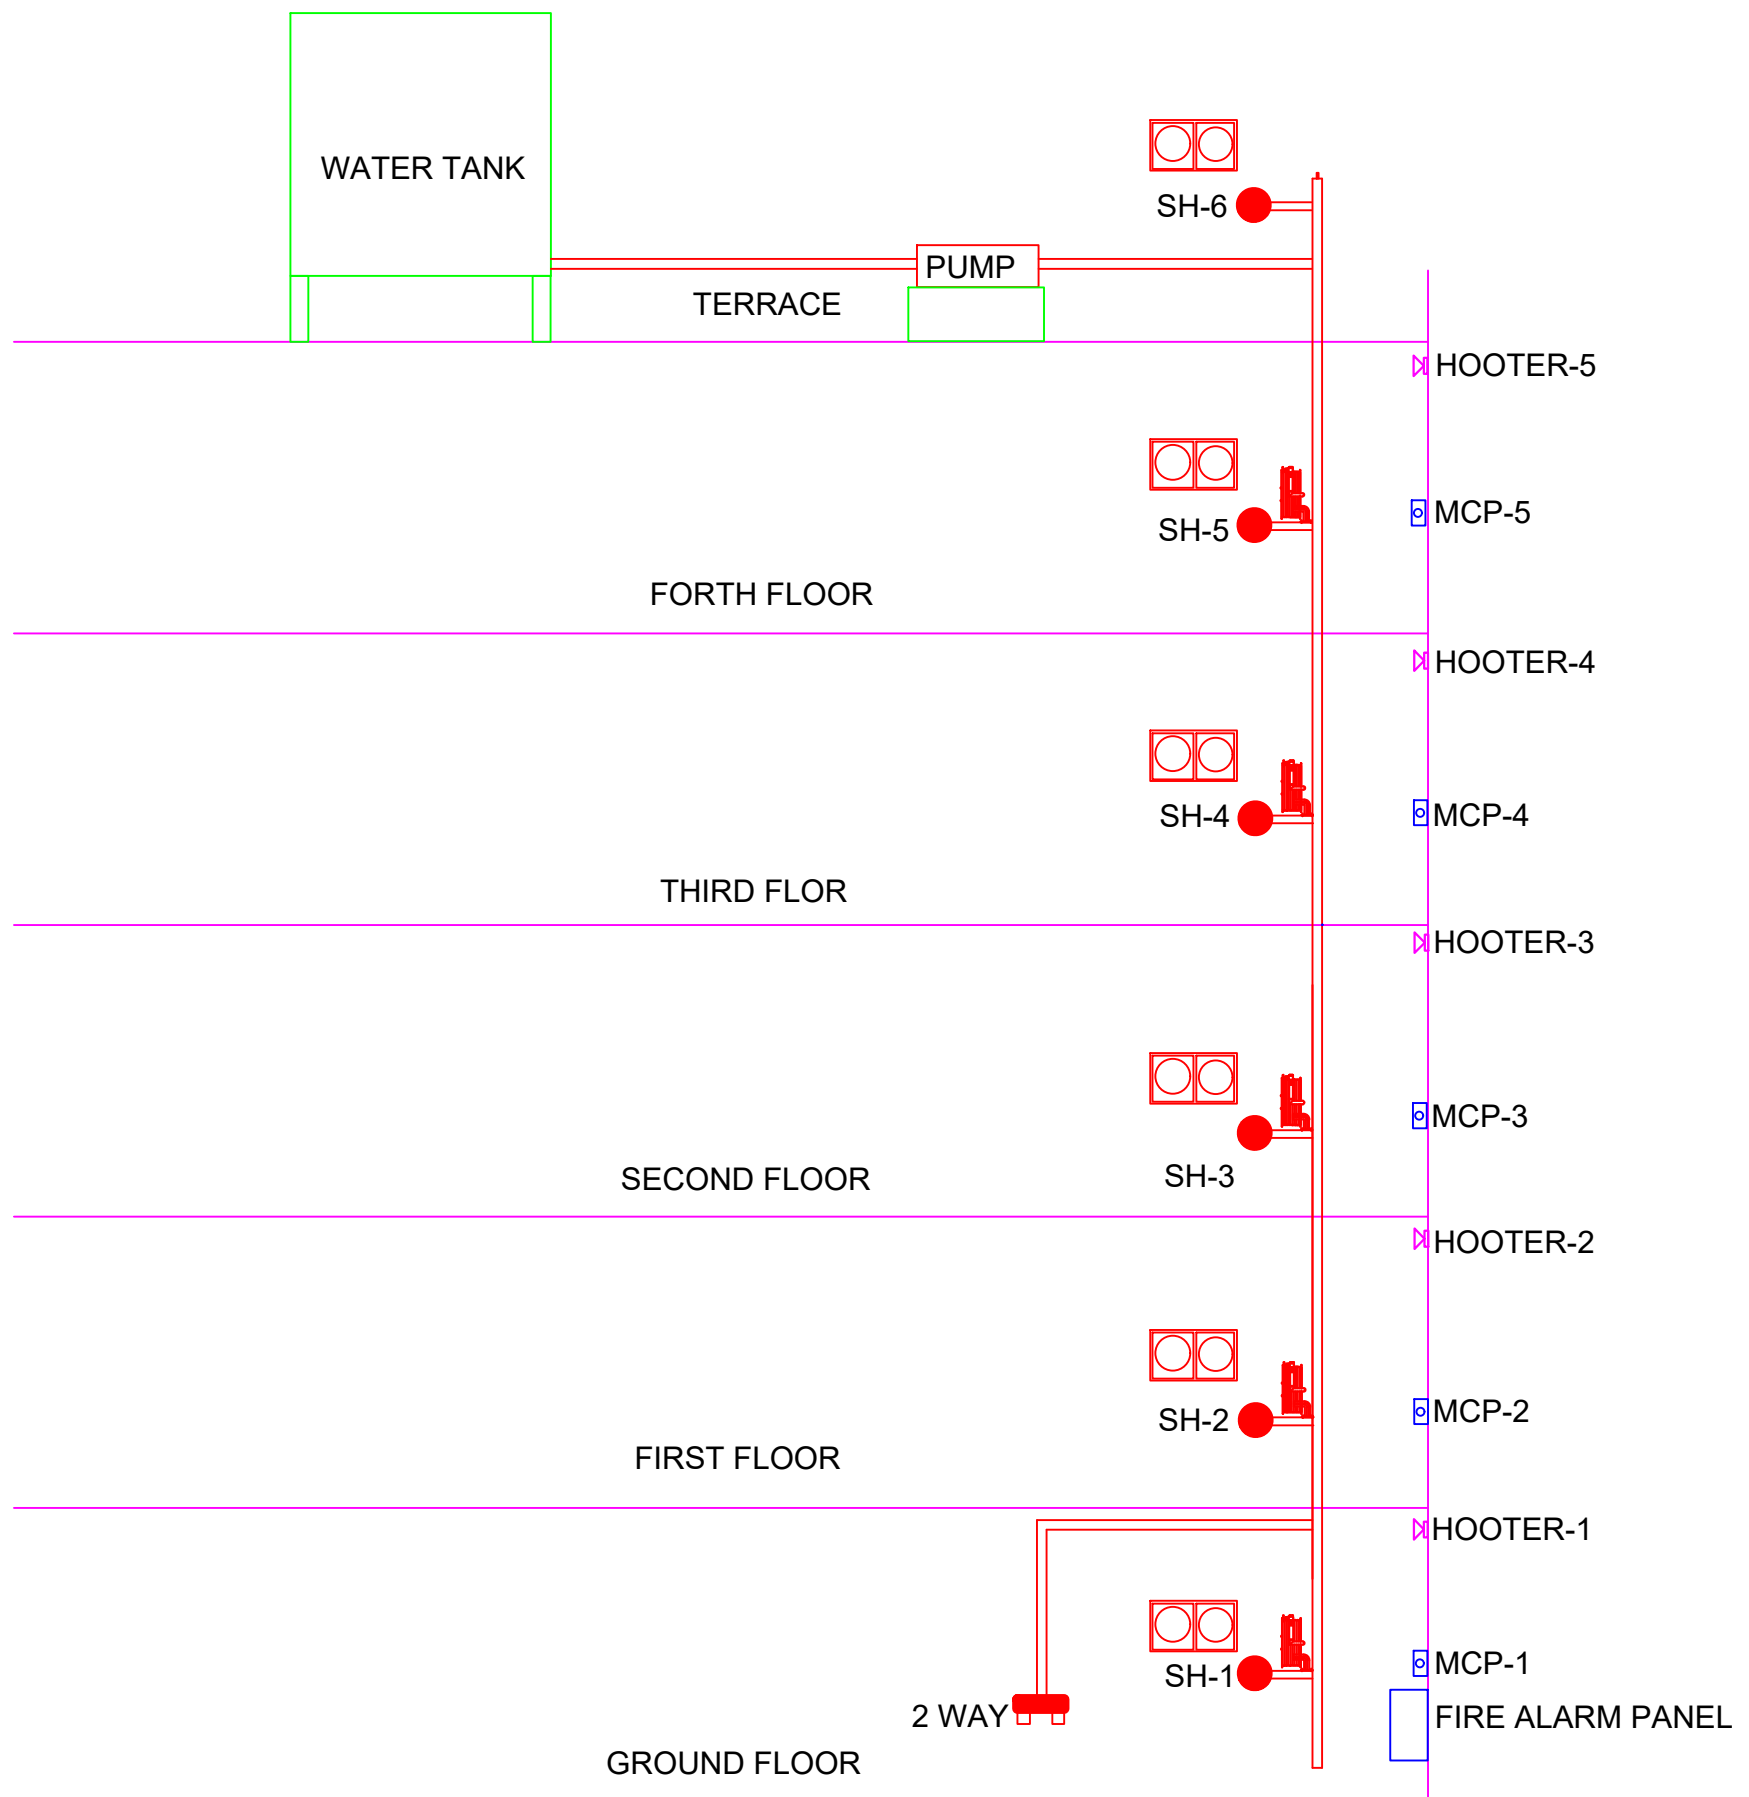 WATER TANK
SH-6
PUMP
TERRACE
HOOTER-5
SH-5
MCP-5
FORTH FLOOR
HOOTER-4
SH-4
MCP-4
THIRD FLOR
HOOTER-3
MCP-3
SH-3
SECOND FLOOR
HOOTER-2
SH-2
MCP-2
FIRST FLOOR
HOOTER-1
SH-1
MCP-1
2 WAY
FIRE ALARM PANEL
GROUND FLOOR